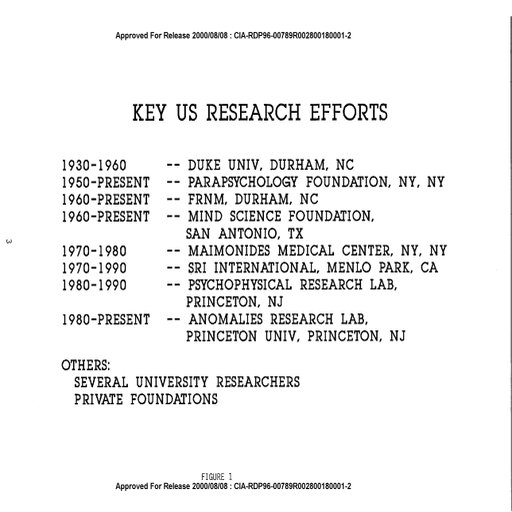 Approved For Release 2000/08/08 : CIA-RDP96-00789R002800180001-2
KEY US RESEARCH EFFORTS
1930-1960 -- DUKE UNIV, DURHAM, NC
1950-PRESENT -- PARAPSYCHOLOGY FOUNDATION, NY, NY
1960-PRESENT -- FRNM, DURHAM, NC
1960-PRESENT -- MIND SCIENCE FOUNDATION,
SAN ANTONIO, TX
3
1970-1980 -- MAIMONIDES MEDICAL CENTER, NY, NY
1970-1990 -- SRI INTERNATIONAL, MENLO PARK, CA
1980-1990 -- PSYCHOPHYSICAL RESEARCH LAB,
PRINCETON, NJ
1980-PRESENT -- ANOMALIES RESEARCH LAB,
PRINCETON UNIV, PRINCETON, NJ
OTHERS:
SEVERAL UNIVERSITY RESEARCHERS
PRIVATE FOUNDATIONS
FIGURE 1
Approved For Release 2000/08/08 : CIA-RDP96-00789R002800180001-2